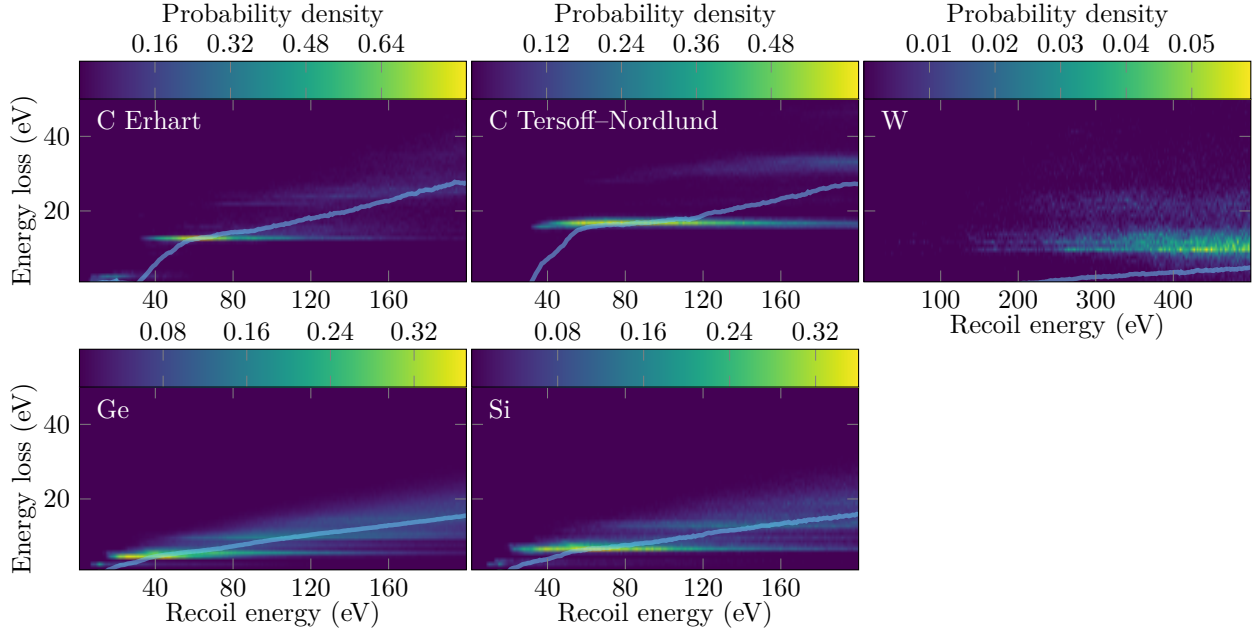 Probability density Probability density Probability density
0.16 0.32 0.48 0.64 0.12 0.24 0.36 0.48 0.01 0.02 0.03 0.04 0.05
C Erhart C Tersoff–Nordlund W
Energy loss (eV)
40
20
40 80 120 160 40 80 120 160 100 200 300 400
Recoil energy (eV)
0.08 0.16 0.24 0.32 0.08 0.16 0.24 0.32
Ge Si
Energy loss (eV)
40
20
40 80 120 160 40 80 120 160
Recoil energy (eV) Recoil energy (eV)